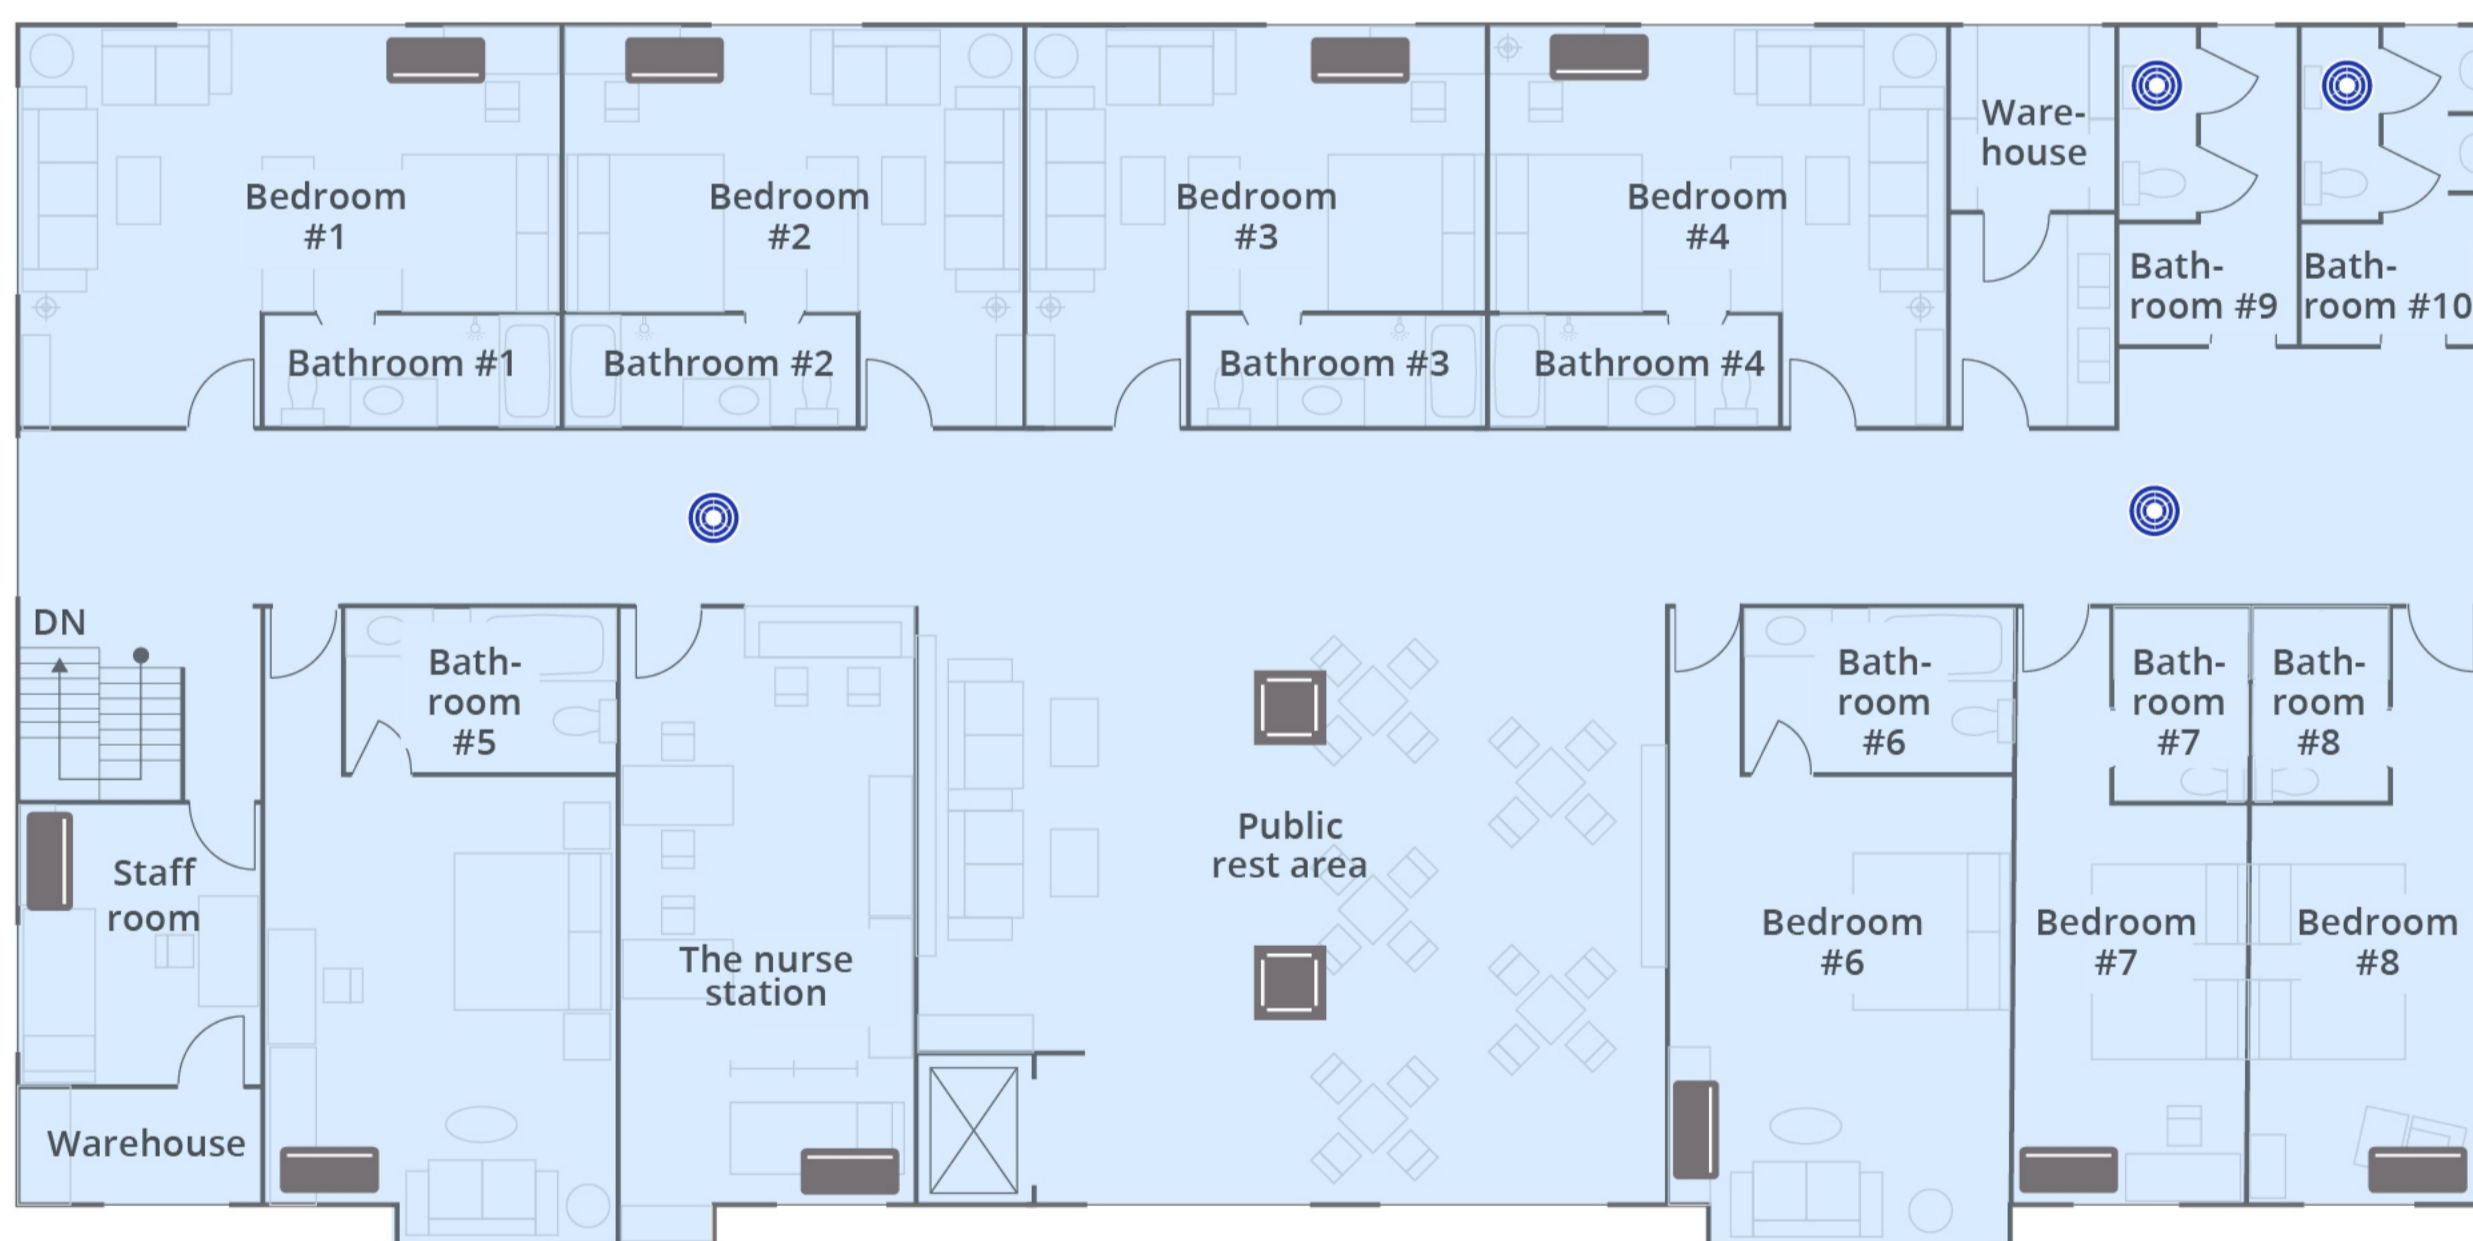 Bedroom
#1
Bedroom
#2
Bedroom
#3
Bedroom
#4
Ware-
house
Bath-
room #9
Bath-
room #10
Bathroom #1
Bathroom #2
Bathroom #3
Bathroom #4
DN
Bath-
room
#5
Bath-
room
#6
Bath-
room
#7
Bath-
room
#8
Staff
room
Public
rest area
The nurse
station
Bedroom
#6
Bedroom
#7
Bedroom
#8
Warehouse